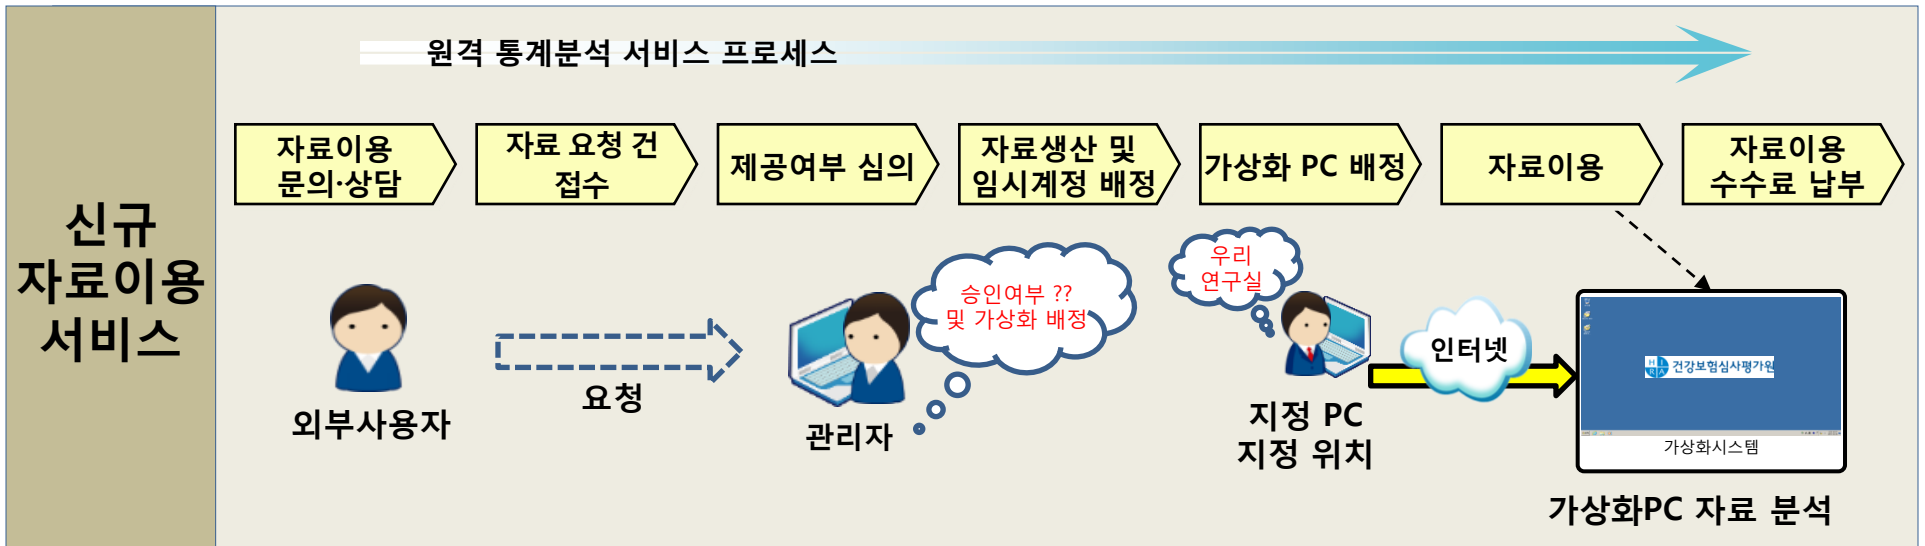 원격 통계분석 서비스 프로세스
신규
자료이용
서비스
자료이용
문의·상담
자료 요청 건
접수
제공여부 심의
자료생산 및
임시계정 배정
가상화 PC 배정
자료이용
자료이용
수수료 납부
외부사용자
요청
관리자
승인여부 ??
및 가상화 배정
우리
연구실
지정 PC
지정 위치
인터넷
HIRA 건강보험심사평가원
가상화시스템
가상화PC 자료 분석